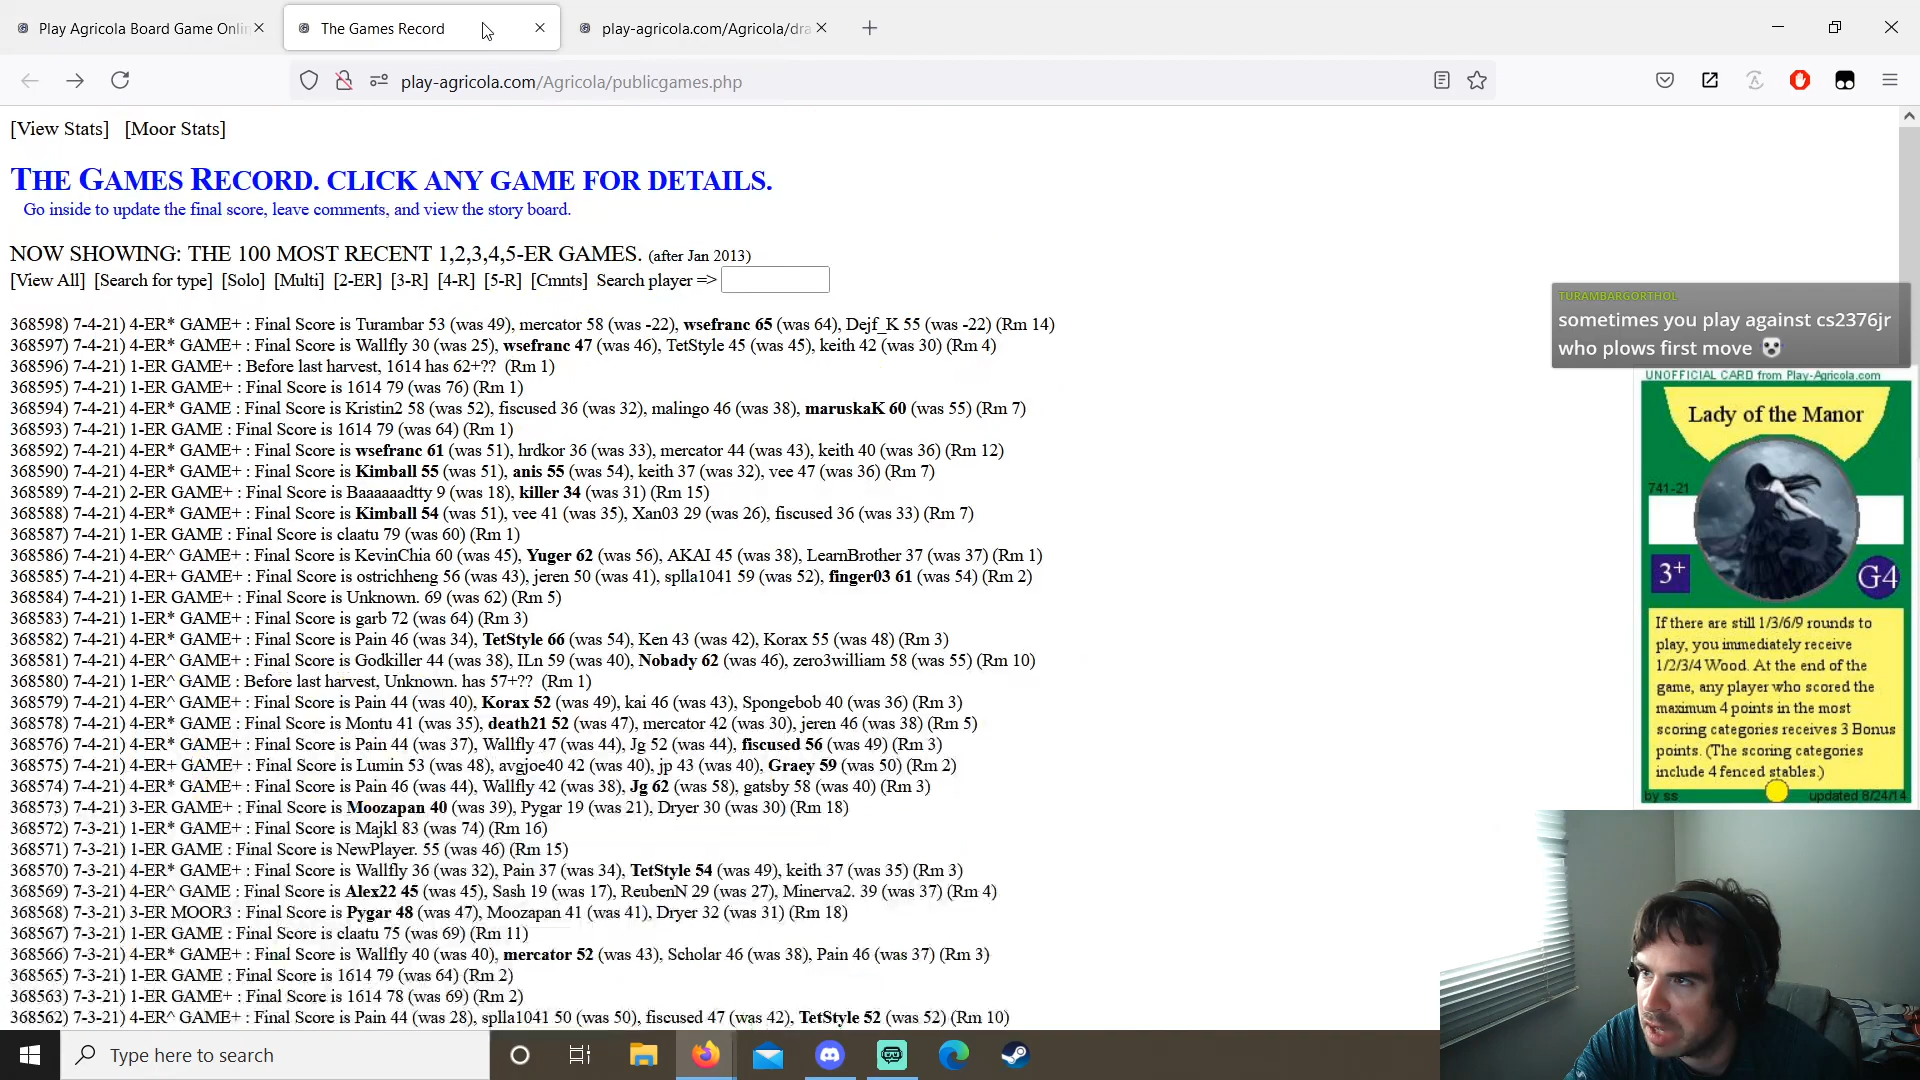 Play Agricola Board Game Onli
The Games Record
play-agricola.com/Agricola/dra
play-agricola.com/Agricola/publicgames.php
[View Stats] [Moor Stats]
THE GAMES RECORD. CLICK ANY GAME FOR DETAILS.
Go inside to update the final score, leave comments, and view the story board.
NOW SHOWING: THE 100 MOST RECENT 1,2,3,4,5-ER GAMES. (after Jan 2013)
[View All] [Search for type] [Solo] [Multi] [2-ER] [3-R] [4-R] [5-R] [Cmnts] Search player =>
368598) 7-4-21) 4-ER* GAME+ : Final Score is Turambar 53 (was 49), mercator 58 (was -22), wsefranc 65 (was 64), Dejf_K 55 (was -22) (Rm 14)
368597) 7-4-21) 4-ER* GAME+ : Final Score is Wallfly 30 (was 25), wsefranc 47 (was 46), TetStyle 45 (was 45), keith 42 (was 30) (Rm 4)
368596) 7-4-21) 1-ER GAME+ : Before last harvest, 1614 has 62+?? (Rm 1)
368595) 7-4-21) 1-ER GAME+ : Final Score is 1614 79 (was 76) (Rm 1)
368594) 7-4-21) 4-ER* GAME : Final Score is Kristin2 58 (was 52), fiscused 36 (was 32), malingo 46 (was 38), maruskaK 60 (was 55) (Rm 7)
368593) 7-4-21) 1-ER GAME : Final Score is 1614 79 (was 64) (Rm 1)
368592) 7-4-21) 4-ER* GAME+ : Final Score is wsefranc 61 (was 51), hrdkor 36 (was 33), mercator 44 (was 43), keith 40 (was 36) (Rm 12)
368590) 7-4-21) 4-ER* GAME+ : Final Score is Kimball 55 (was 51), anis 55 (was 54), keith 37 (was 32), vee 47 (was 36) (Rm 7)
368589) 7-4-21) 2-ER GAME+ : Final Score is Baaaaaadtty 9 (was 18), killer 34 (was 31) (Rm 15)
368588) 7-4-21) 4-ER* GAME+ : Final Score is Kimball 54 (was 51), vee 41 (was 35), Xan03 29 (was 26), fiscused 36 (was 33) (Rm 7)
368587) 7-4-21) 1-ER GAME : Final Score is claatu 79 (was 60) (Rm 1)
368586) 7-4-21) 4-ER^ GAME+ : Final Score is KevinChia 60 (was 45), Yuger 62 (was 56), AKAI 45 (was 38), LearnBrother 37 (was 37) (Rm 1)
368585) 7-4-21) 4-ER+ GAME+ : Final Score is ostrichheng 56 (was 43), jeren 50 (was 41), splla1041 59 (was 52), finger03 61 (was 54) (Rm 2)
368584) 7-4-21) 1-ER GAME : Final Score is Unknown. 69 (was 62) (Rm 5)
368583) 7-4-21) 1-ER* GAME+ : Final Score is garb 72 (was 64) (Rm 3)
368582) 7-4-21) 4-ER* GAME+ : Final Score is Pain 46 (was 34), TetStyle 66 (was 54), Ken 43 (was 42), Korax 55 (was 48) (Rm 3)
368581) 7-4-21) 4-ER^ GAME+ : Final Score is Godkiller 44 (was 38), ILn 59 (was 40), Nobady 62 (was 46), zero3william 58 (was 55) (Rm 10)
368580) 7-4-21) 1-ER^ GAME : Before last harvest, Unknown. has 57+?? (Rm 1)
368579) 7-4-21) 4-ER^ GAME+ : Final Score is Pain 44 (was 40), Korax 52 (was 49), kai 46 (was 43), Spongebob 40 (was 36) (Rm 3)
368578) 7-4-21) 4-ER* GAME : Final Score is Montu 41 (was 35), death21 52 (was 47), mercator 42 (was 30), jeren 46 (was 38) (Rm 5)
368576) 7-4-21) 4-ER* GAME+ : Final Score is Pain 44 (was 37), Wallfly 47 (was 44), Jg 52 (was 44), fiscused 56 (was 49) (Rm 3)
368575) 7-4-21) 4-ER+ GAME+ : Final Score is Lumin 53 (was 48), avgjoe40 42 (was 40), jp 43 (was 40), Graey 59 (was 50) (Rm 2)
368574) 7-4-21) 4-ER* GAME+ : Final Score is Pain 46 (was 44), Wallfly 42 (was 38), Jg 62 (was 58), gatsby 58 (was 40) (Rm 3)
368573) 7-4-21) 3-ER GAME+ : Final Score is Moozapan 40 (was 39), Pygar 19 (was 21), Dryer 30 (was 30) (Rm 18)
368572) 7-3-21) 1-ER* GAME+ : Final Score is Majkl 83 (was 74) (Rm 16)
368571) 7-3-21) 1-ER GAME : Final Score is NewPlayer. 55 (was 46) (Rm 15)
368570) 7-3-21) 4-ER* GAME+ : Final Score is Wallfly 36 (was 32), Pain 37 (was 34), TetStyle 54 (was 49), keith 37 (was 35) (Rm 3)
368569) 7-3-21) 4-ER^ GAME : Final Score is Alex22 45 (was 45), Sash 19 (was 17), ReubenN 29 (was 27), Minerva2. 39 (was 37) (Rm 4)
368568) 7-3-21) 3-ER MOOR3 : Final Score is Pygar 48 (was 47), Moozapan 41 (was 41), Dryer 32 (was 31) (Rm 18)
368567) 7-3-21) 1-ER GAME : Final Score is claatu 75 (was 69) (Rm 11)
368566) 7-3-21) 4-ER* GAME+ : Final Score is Wallfly 40 (was 40), mercator 52 (was 43), Scholar 46 (was 38), Pain 46 (was 37) (Rm 3)
368565) 7-3-21) 1-ER GAME : Final Score is 1614 79 (was 64) (Rm 2)
368563) 7-3-21) 1-ER GAME+ : Final Score is 1614 78 (was 69) (Rm 2)
368562) 7-3-21) 4-ER^ GAME+ : Final Score is Pain 44 (was 28), splla1041 50 (was 50), fiscused 47 (was 42), TetStyle 52 (was 52) (Rm 10)
TURAMBARGORTHOL
sometimes you play against cs2376jr
who plows first move
UNOFFICIAL CARD from Play-Agricola.com
Lady of the Manor
741-21
3+
G4
If there are still 1/3/6/9 rounds to
play, you immediately receive
1/2/3/4 Wood. At the end of the
game, any player who scored the
maximum 4 points in the most
scoring categories receives 3 Bonus
points. (The scoring categories
include 4 fenced stables.)
by ss
updated 8/24/14
Type here to search